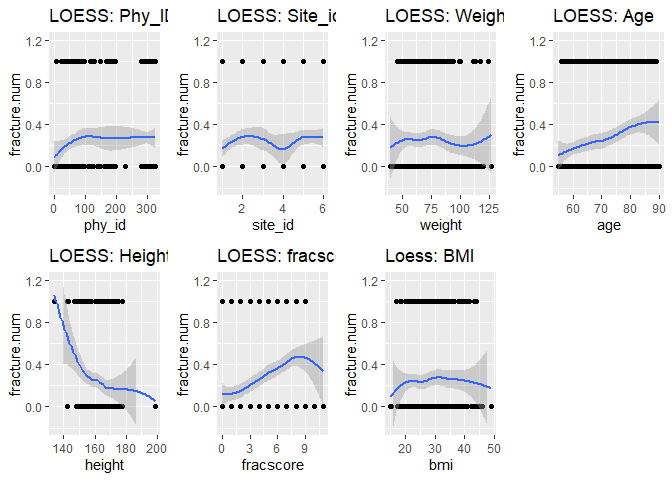 LOESS: Phy_ID
fracture.num
1.2
0.8
0.4
0.0
0 100 200 300
phy_id
LOESS: Site_id
fracture.num
1.2
0.8
0.4
0.0
2 4 6
site_id
LOESS: Weigh
fracture.num
1.2
0.8
0.4
0.0
50 75 100 125
weight
LOESS: Age
fracture.num
1.2
0.8
0.4
0.0
60 70 80 90
age
LOESS: Height
fracture.num
1.2
0.8
0.4
0.0
140 160 180 200
height
LOESS: fracsc
fracture.num
1.2
0.8
0.4
0.0
0 3 6 9
fracscore
Loess: BMI
fracture.num
1.2
0.8
0.4
0.0
20 30 40 50
bmi